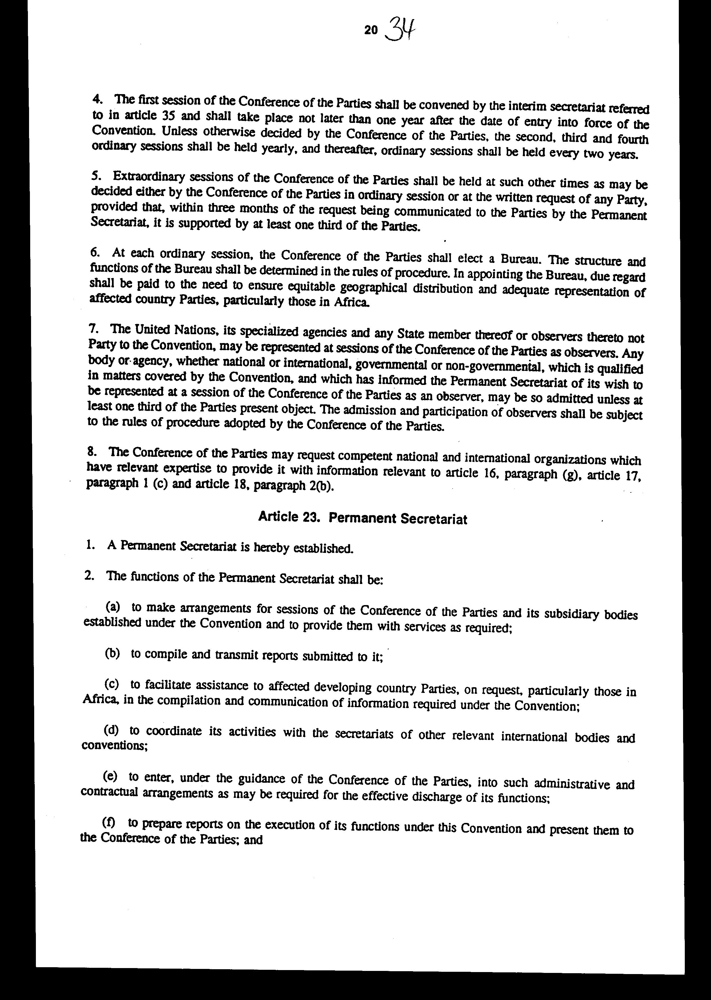 20 34
4. The first session of the Conference of the Parties shall be convened by the interim secretariat referred
to in article 35 and shall take place not later than one year after the date of entry into force of the
Convention. Unless otherwise decided by the Conference of the Parties, the second, third and fourth
ordinary sessions shall be held yearly, and thereafter, ordinary sessions shall be held every two years.
5. Extraordinary sessions of the Conference of the Parties shall be held at such other times as may be
decided either by the Conference of the Parties in ordinary session or at the written request of any Party,
provided that, within three months of the request being communicated to the Parties by the Permanent
Secretariat, it is supported by at least one third of the Parties.
6. At each ordinary session, the Conference of the Parties shall elect a Bureau. The structure and
functions of the Bureau shall be determined in the rules of procedure. In appointing the Bureau, due regard
shall be paid to the need to ensure equitable geographical distribution and adequate representation of
affected country Parties, particularly those in Africa.
7. The United Nations, its specialized agencies and any State member thereof or observers thereto not
Party to the Convention, may be represented at sessions of the Conference of the Parties as observers. Any
body or agency, whether national or international, governmental or non-governmental, which is qualified
in matters covered by the Convention, and which has informed the Permanent Secretariat of its wish to
be represented at a session of the Conference of the Parties as an observer, may be so admitted unless at
least one third of the Parties present object. The admission and participation of observers shall be subject
to the rules of procedure adopted by the Conference of the Parties.
8. The Conference of the Parties may request competent national and international organizations which
have relevant expertise to provide it with information relevant to article 16, paragraph (g), article 17,
paragraph 1 (c) and article 18, paragraph 2(b).
Article 23. Permanent Secretariat
1. A Permanent Secretariat is hereby established.
2. The functions of the Permanent Secretariat shall be:
(a) to make arrangements for sessions of the Conference of the Parties and its subsidiary bodies
established under the Convention and to provide them with services as required;
(b) to compile and transmit reports submitted to it;
(c) to facilitate assistance to affected developing country Parties, on request, particularly those in
Africa, in the compilation and communication of information required under the Convention;
(d) to coordinate its activities with the secretariats of other relevant international bodies and
conventions;
(e) to enter, under the guidance of the Conference of the Parties, into such administrative and
contractual arrangements as may be required for the effective discharge of its functions;
(f) to prepare reports on the execution of its functions under this Convention and present them to
the Conference of the Parties; and